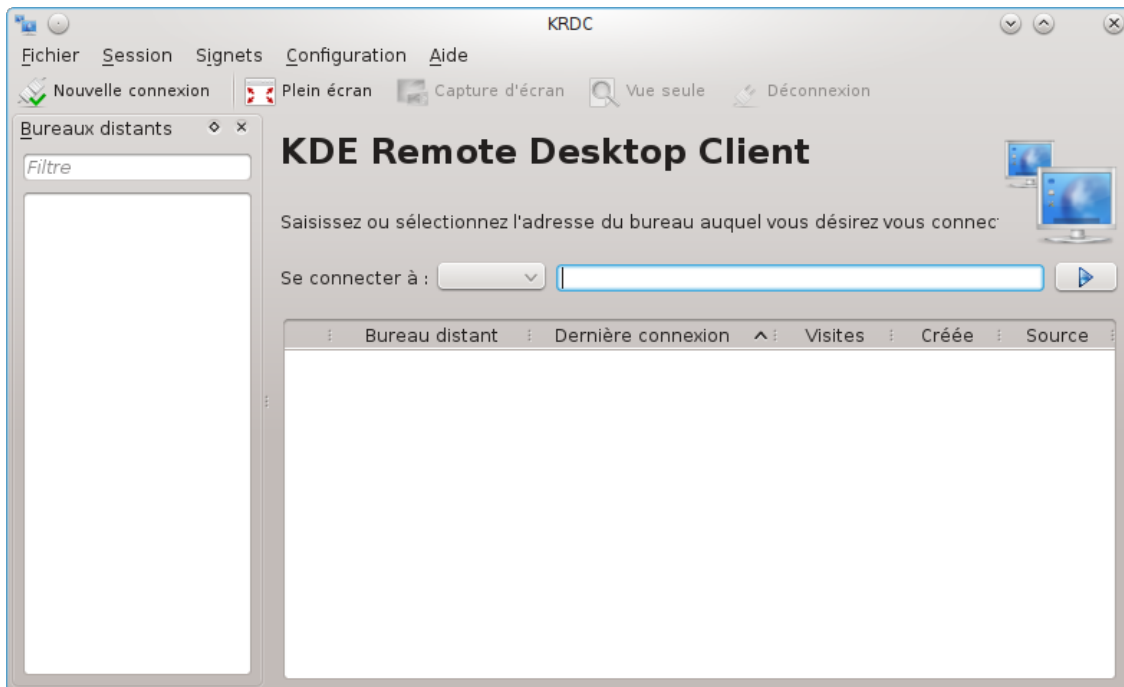 KRDC
Fichier Session Signets Configuration Aide
Nouvelle connexion Plein écran Capture d'écran Vue seule Déconnexion
Bureaux distants
Filtre
KDE Remote Desktop Client
Saisissez ou sélectionnez l'adresse du bureau auquel vous désirez vous connec
Se connecter à :
Bureau distant Dernière connexion Visites Créée Source